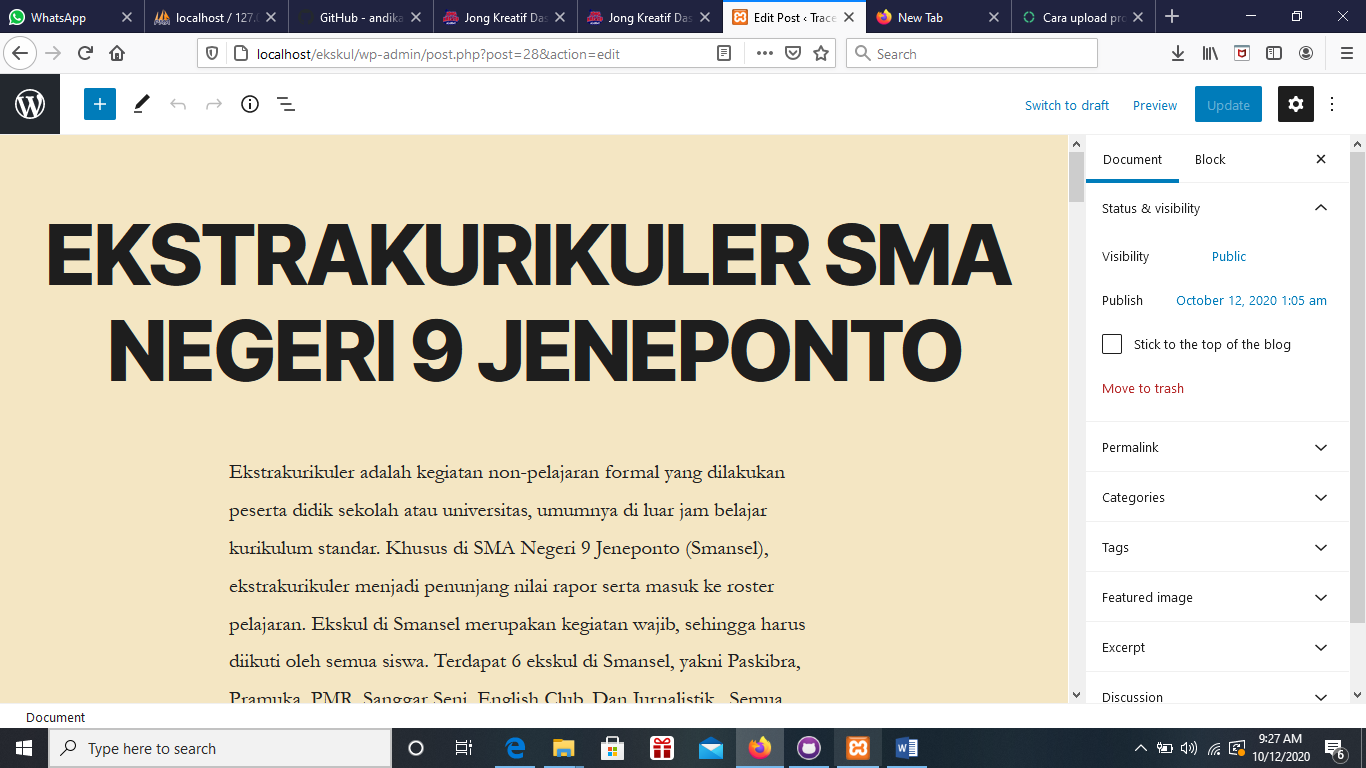 WhatsApp
localhost / 127.0
GitHub - andika
Jong Kreatif Das
Jong Kreatif Das
Edit Post ‹ Trace
New Tab
Cara upload pro
localhost/ekskul/wp-admin/post.php?post=28&action=edit
Search
Switch to draft
Preview
Update
EKSTRAKURIKULER SMA
NEGERI 9 JENEPONTO
Ekstrakurikuler adalah kegiatan non-pelajaran formal yang dilakukan
peserta didik sekolah atau universitas, umumnya di luar jam belajar
kurikulum standar. Khusus di SMA Negeri 9 Jeneponto (Smansel),
ekstrakurikuler menjadi penunjang nilai rapor serta masuk ke roster
pelajaran. Ekskul di Smansel merupakan kegiatan wajib, sehingga harus
diikuti oleh semua siswa. Terdapat 6 ekskul di Smansel, yakni Paskibra,
Pramuka, PMR, Sanggar Seni, English Club, Dan Jurnalistik. Semua
Document
Block
Status & visibility
Visibility
Public
Publish
October 12, 2020 1:05 am
Stick to the top of the blog
Move to trash
Permalink
Categories
Tags
Featured image
Excerpt
Discussion
Document
Type here to search
9:27 AM
10/12/2020
6